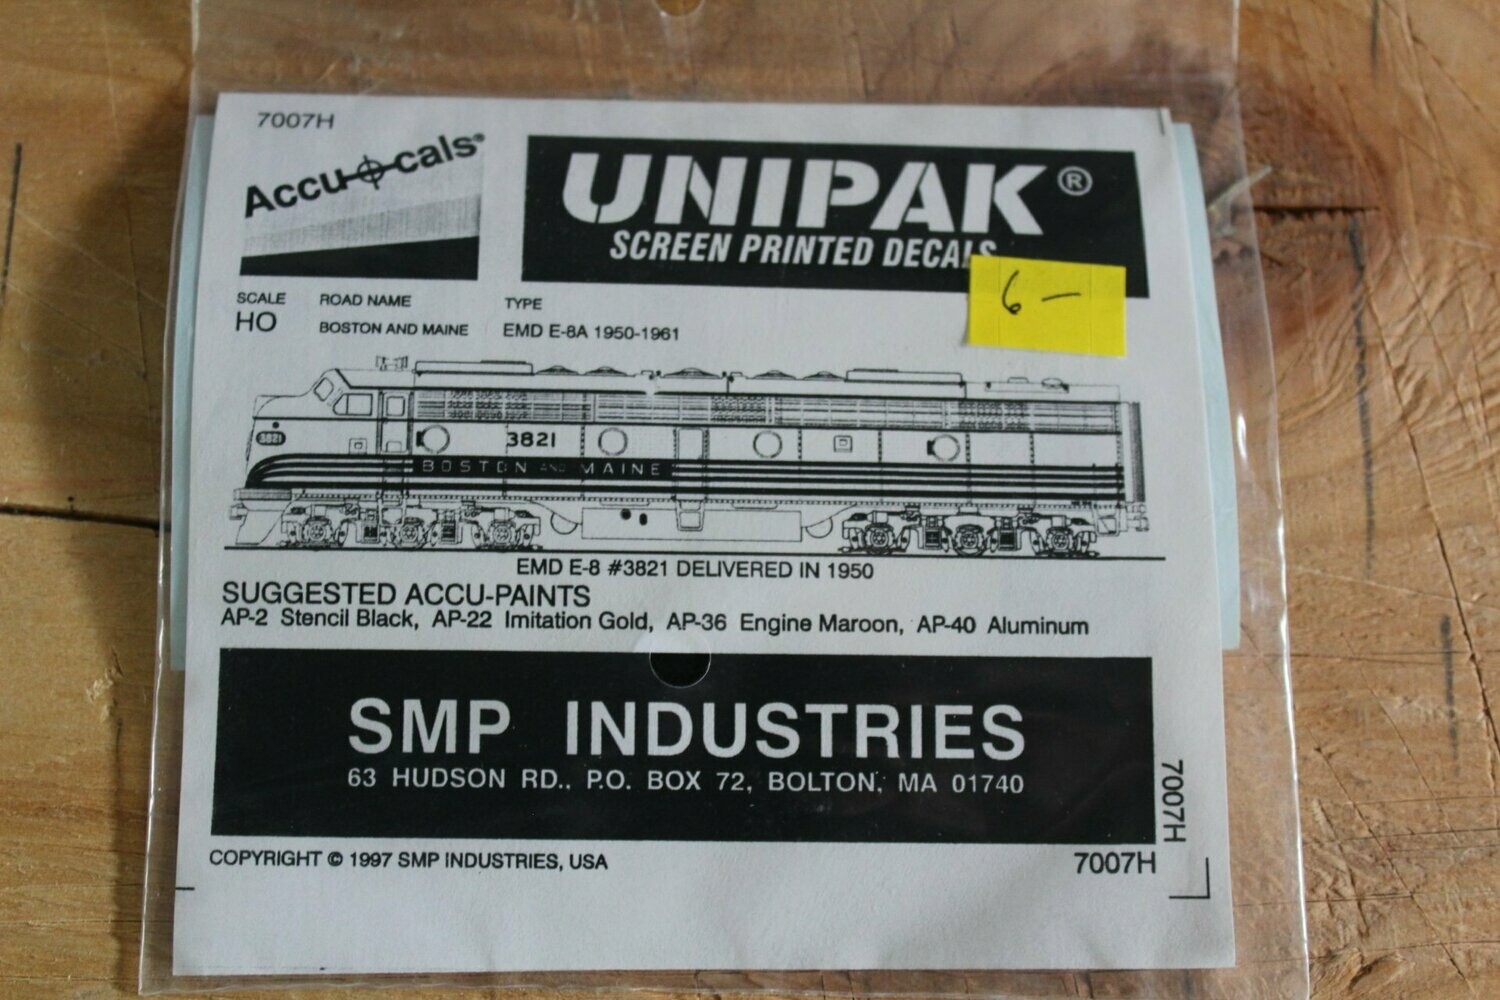 7007H
Accu-cals®
UNIPAK®
SCREEN PRINTED DECALS
6 —
SCALE ROAD NAME TYPE
HO BOSTON AND MAINE EMD E-8A 1950-1961
3821
3821
BOSTON AND MAINE
EMD E-8 #3821 DELIVERED IN 1950
SUGGESTED ACCU-PAINTS
AP-2 Stencil Black, AP-22 Imitation Gold, AP-36 Engine Maroon, AP-40 Aluminum
SMP INDUSTRIES
63 HUDSON RD., P.O. BOX 72, BOLTON, MA 01740
7007H
COPYRIGHT © 1997 SMP INDUSTRIES, USA
7007H